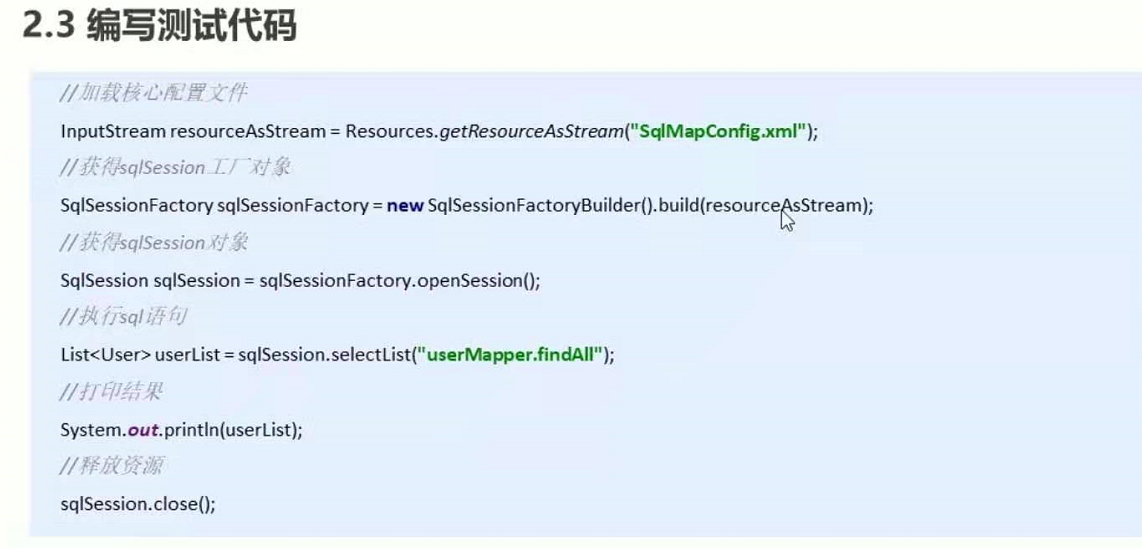 2.3 编写测试代码
//加载核心配置文件
InputStream resourceAsStream = Resources.getResourceAsStream("SqlMapConfig.xml");
//获得sqlSession工厂对象
SqlSessionFactory sqlSessionFactory = new SqlSessionFactoryBuilder().build(resourceAsStream);
//获得sqlSession对象
SqlSession sqlSession = sqlSessionFactory.openSession();
//执行sql语句
List<User> userList = sqlSession.selectList("userMapper.findAll");
//打印结果
System.out.println(userList);
//释放资源
sqlSession.close();